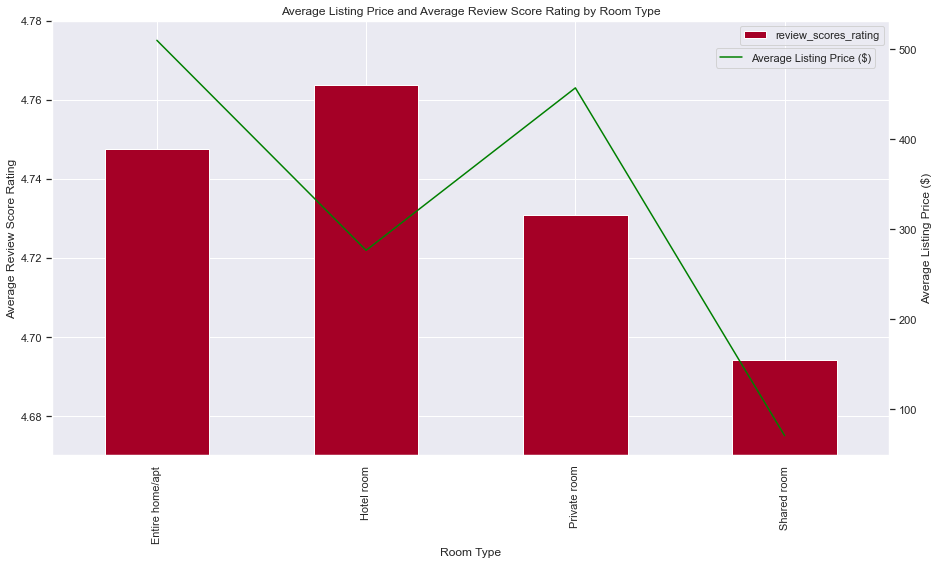 Average Listing Price and Average Review Score Rating by Room Type
review_scores_rating
Average Listing Price ($)
4.78
4.76
4.74
4.72
4.70
4.68
Average Review Score Rating
500
400
300
200
100
Average Listing Price ($)
Entire home/apt
Hotel room
Private room
Shared room
Room Type